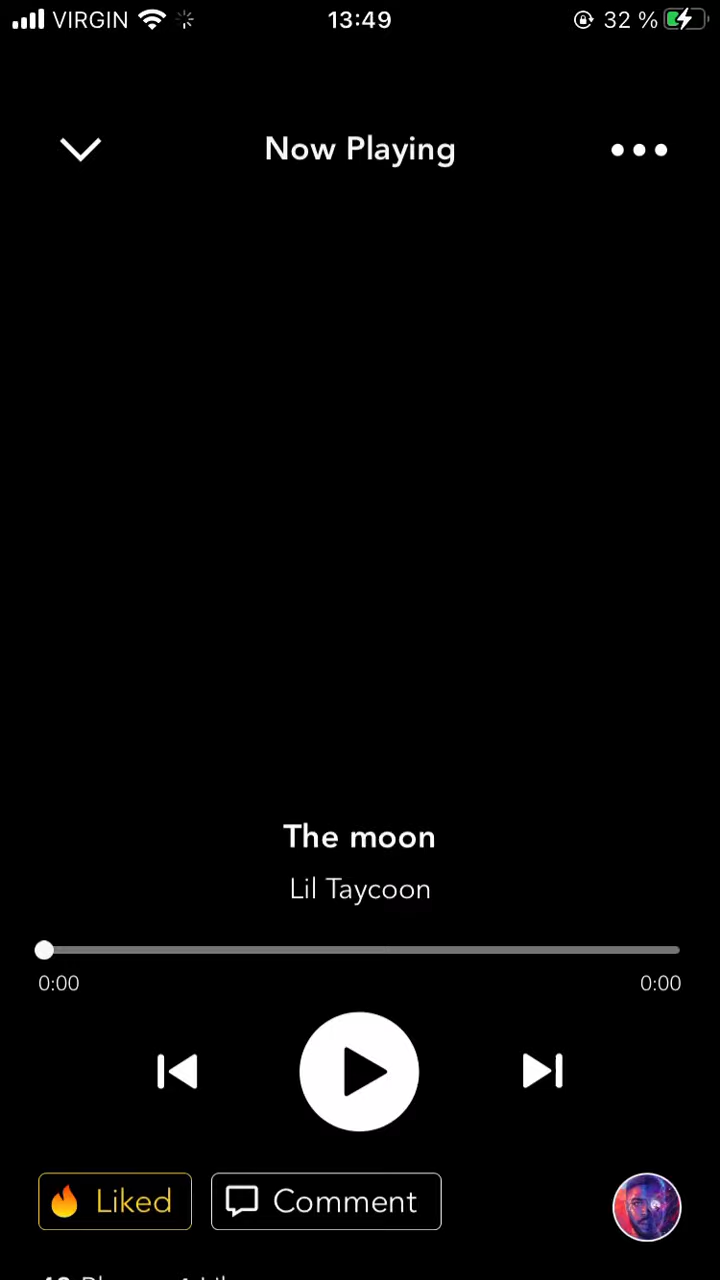 VIRGIN
13:49
32 %
Now Playing
The moon
Lil Taycoon
0:00
0:00
Liked
Comment